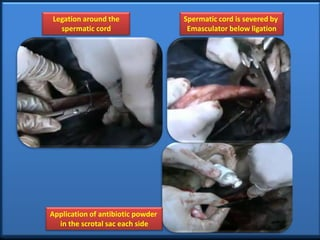 Legation around the
spermatic cord
Spermatic cord is severed by
Emasculator below ligation
Application of antibiotic powder
in the scrotal sac each side